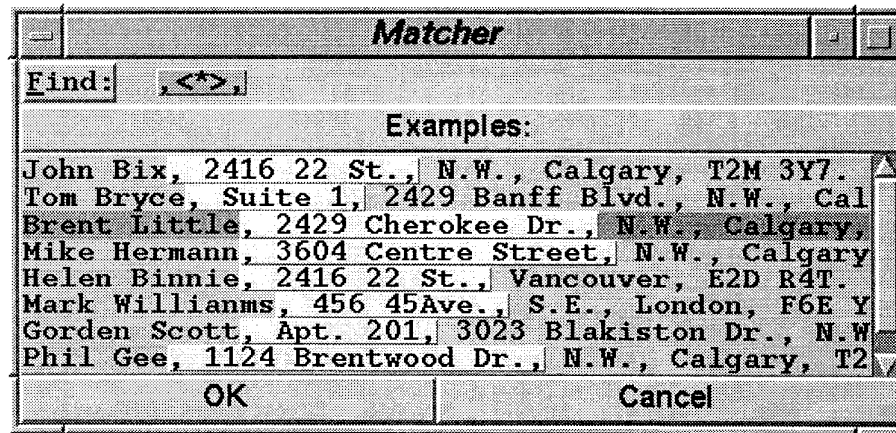 Matcher
Find: ,<*>,
Examples:
John Bix, 2416 22 St., N.W., Calgary, T2M 3Y7.
Tom Bryce, Suite 1, 2429 Banff Blvd., N.W., Cal
Brent Little, 2429 Cherokee Dr., N.W., Calgary,
Mike Hermann, 3604 Centre Street, N.W., Calgary
Helen Binnie, 2416 22 St., Vancouver, E2D R4T.
Mark Willianms, 456 45Ave., S.E., London, F6E Y
Gorden Scott, Apt. 201, 3023 Blakiston Dr., N.W
Phil Gee, 1124 Brentwood Dr., N.W., Calgary, T2
OK Cancel